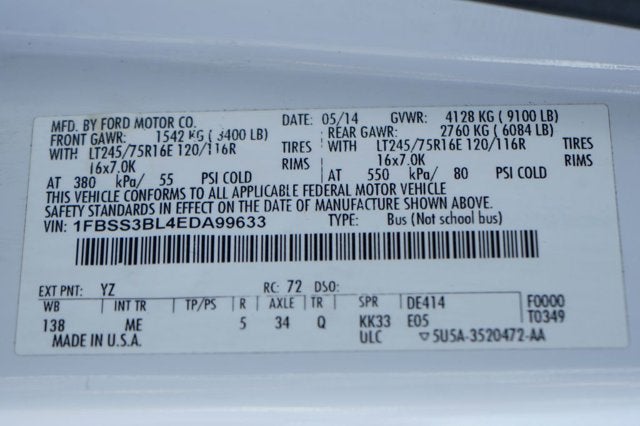 MFD. BY FORD MOTOR CO. DATE: 05/14 GVWR: 4128 KG ( 9100 LB)
FRONT GAWR: 1542 KG ( 3400 LB) REAR GAWR: 2760 KG ( 6084 LB)
WITH LT245/75R16E 120/116R TIRES WITH LT245/75R16E 120/116R TIRES
16x7.0K RIMS 16x7.0K RIMS
AT 380 kPa/ 55 PSI COLD AT 550 kPa/ 80 PSI COLD
THIS VEHICLE CONFORMS TO ALL APPLICABLE FEDERAL MOTOR VEHICLE
SAFETY STANDARDS IN EFFECT ON THE DATE OF MANUFACTURE SHOWN ABOVE.
VIN: 1FBSS3BL4EDA99633 TYPE: Bus (Not school bus)
EXT PNT: YZ RC: 72 DSO:
WB INT TR TP/PS R AXLE TR SPR DE414 F0000
138 ME 5 34 Q KK33 E05 T0349
MADE IN U.S.A. ULC ▽5U5A-3520472-AA